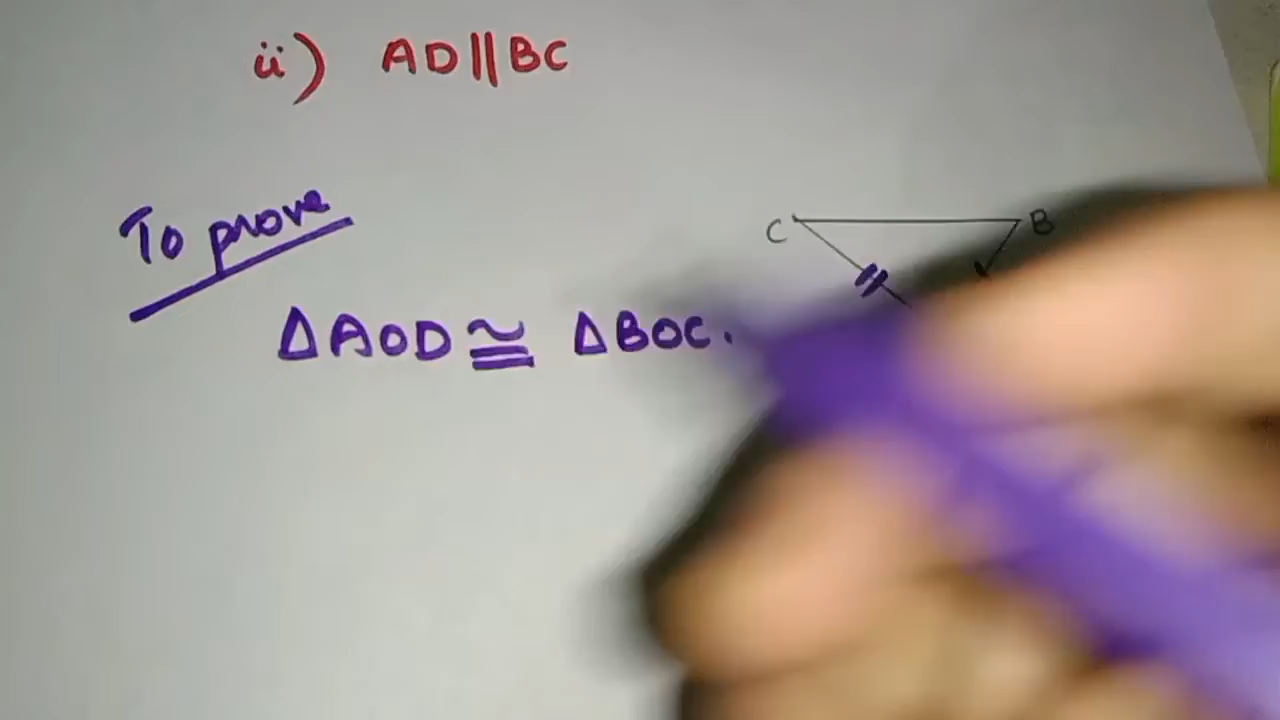 ii) AD||BC
To prove
C B
ΔAOD ≅ ΔBOC.